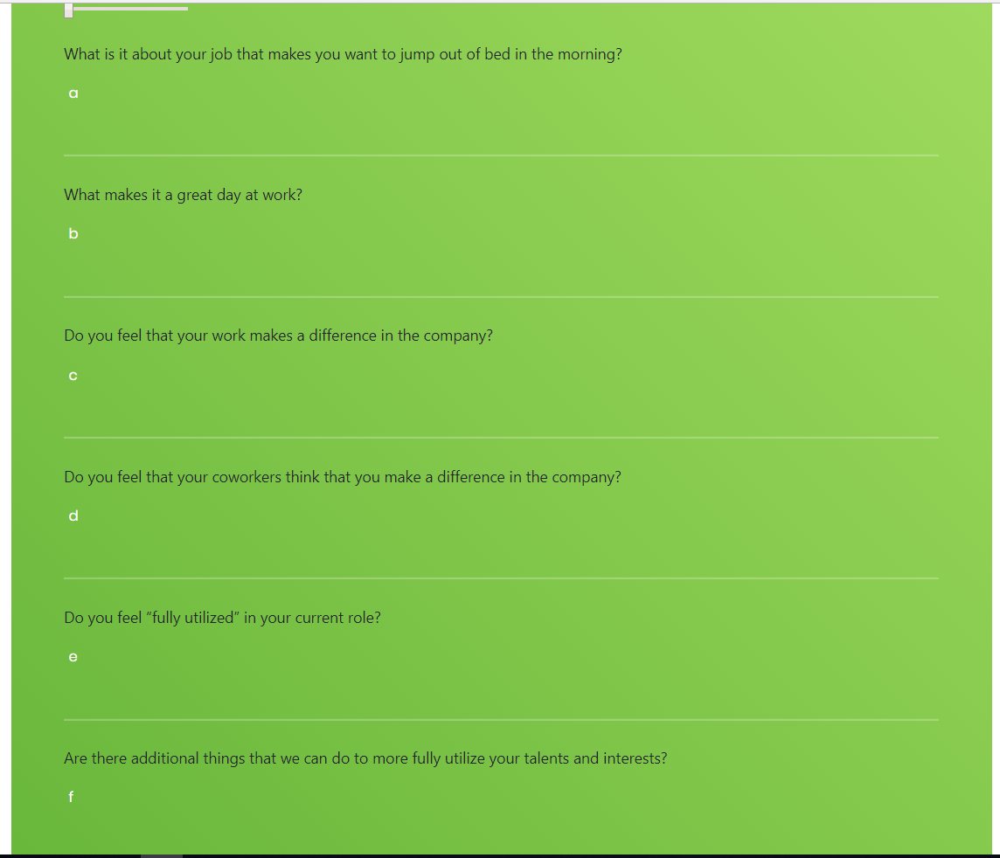 What is it about your job that makes you want to jump out of bed in the morning?
a
What makes it a great day at work?
b
Do you feel that your work makes a difference in the company?
c
Do you feel that your coworkers think that you make a difference in the company?
d
Do you feel “fully utilized” in your current role?
e
Are there additional things that we can do to more fully utilize your talents and interests?
f